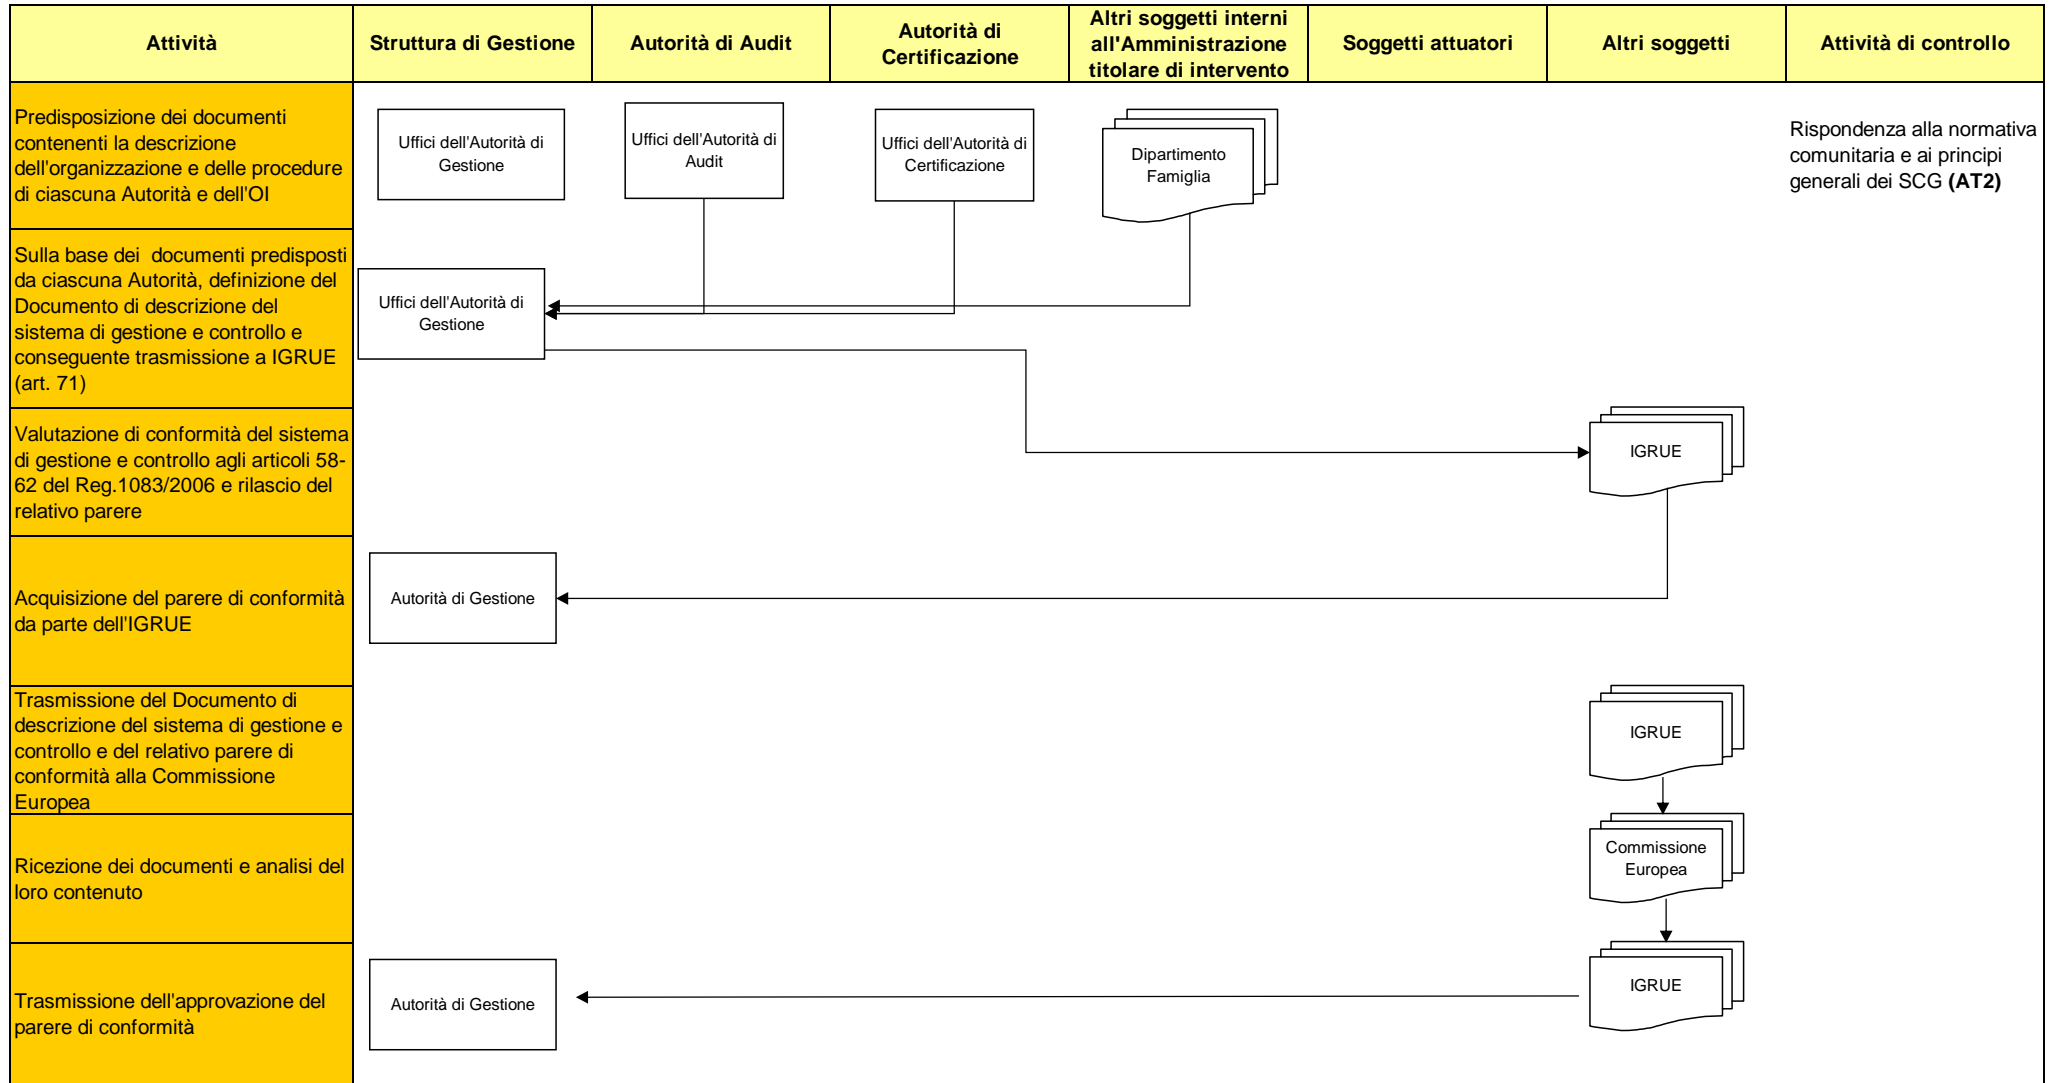 Attività
Struttura di Gestione
Autorità di Audit
Autorità di
Certificazione
Altri soggetti interni
all'Amministrazione
titolare di intervento
Soggetti attuatori
Altri soggetti
Attività di controllo
Predisposizione dei documenti
contenenti la descrizione
dell'organizzazione e delle procedure
di ciascuna Autorità e dell'OI
Uffici dell'Autorità di
Gestione
Uffici dell'Autorità di
Audit
Uffici dell'Autorità di
Certificazione
Dipartimento
Famiglia
Rispondenza alla normativa
comunitaria e ai principi
generali dei SCG (AT2)
Sulla base dei  documenti predisposti
da ciascuna Autorità, definizione del
Documento di descrizione del
sistema di gestione e controllo e
conseguente trasmissione a IGRUE
(art. 71)
Uffici dell'Autorità di
Gestione
Valutazione di conformità del sistema
di gestione e controllo agli articoli 58-
62 del Reg.1083/2006 e rilascio del
relativo parere
IGRUE
Acquisizione del parere di conformità
da parte dell'IGRUE
Autorità di Gestione
Trasmissione del Documento di
descrizione del sistema di gestione e
controllo e del relativo parere di
conformità alla Commissione
Europea
IGRUE
Ricezione dei documenti e analisi del
loro contenuto
Commissione
Europea
Trasmissione dell'approvazione del
parere di conformità
Autorità di Gestione
IGRUE